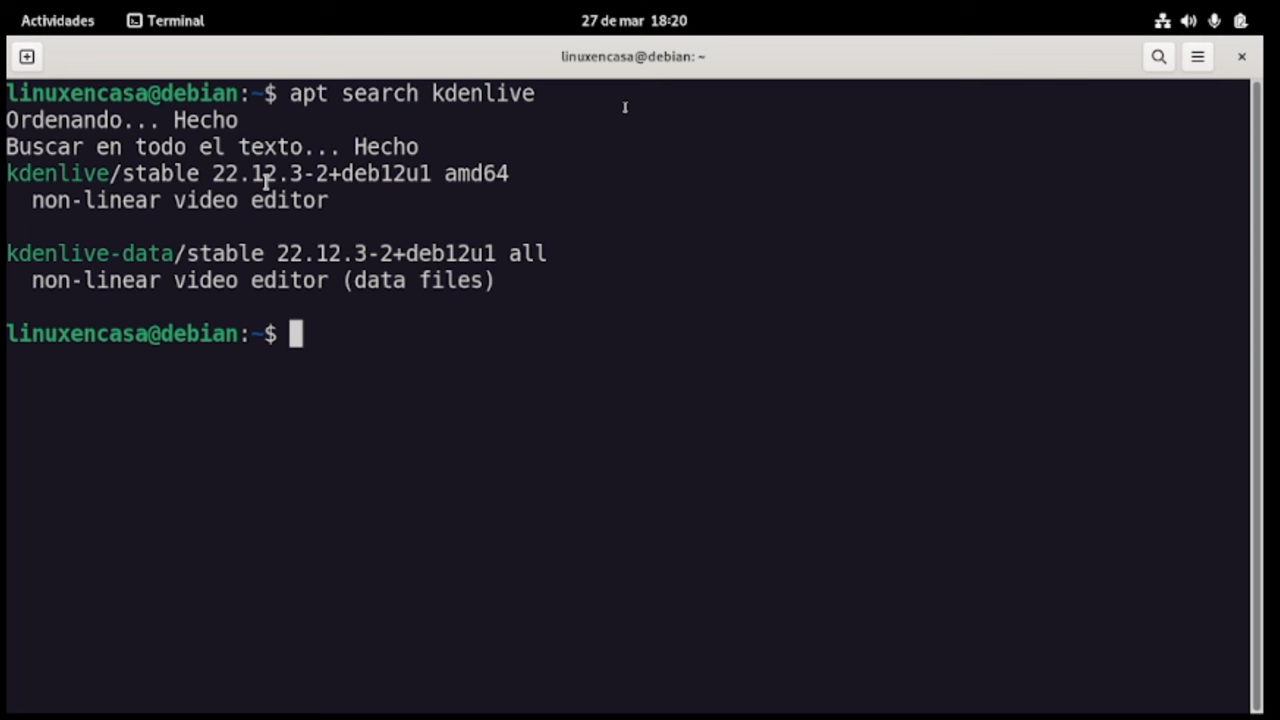 Actividades Terminal 27 de mar 18:20
linuxencasa@debian: ~
linuxencasa@debian:~$ apt search kdenlive
Ordenando... Hecho
Buscar en todo el texto... Hecho
kdenlive/stable 22.12.3-2+deb12u1 amd64
  non-linear video editor
kdenlive-data/stable 22.12.3-2+deb12u1 all
  non-linear video editor (data files)
linuxencasa@debian:~$